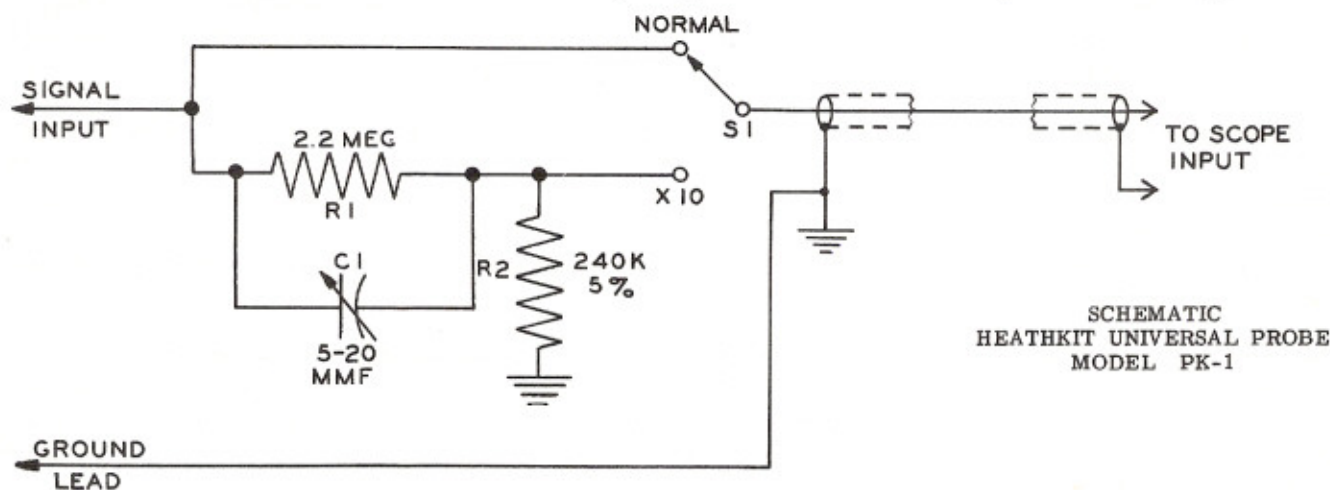 NORMAL
SIGNAL
INPUT
S1
TO SCOPE
INPUT
2.2 MEG
R1
X10
C1
R2
240K
5%
5-20
MMF
SCHEMATIC
HEATHKIT UNIVERSAL PROBE
MODEL PK-1
GROUND
LEAD